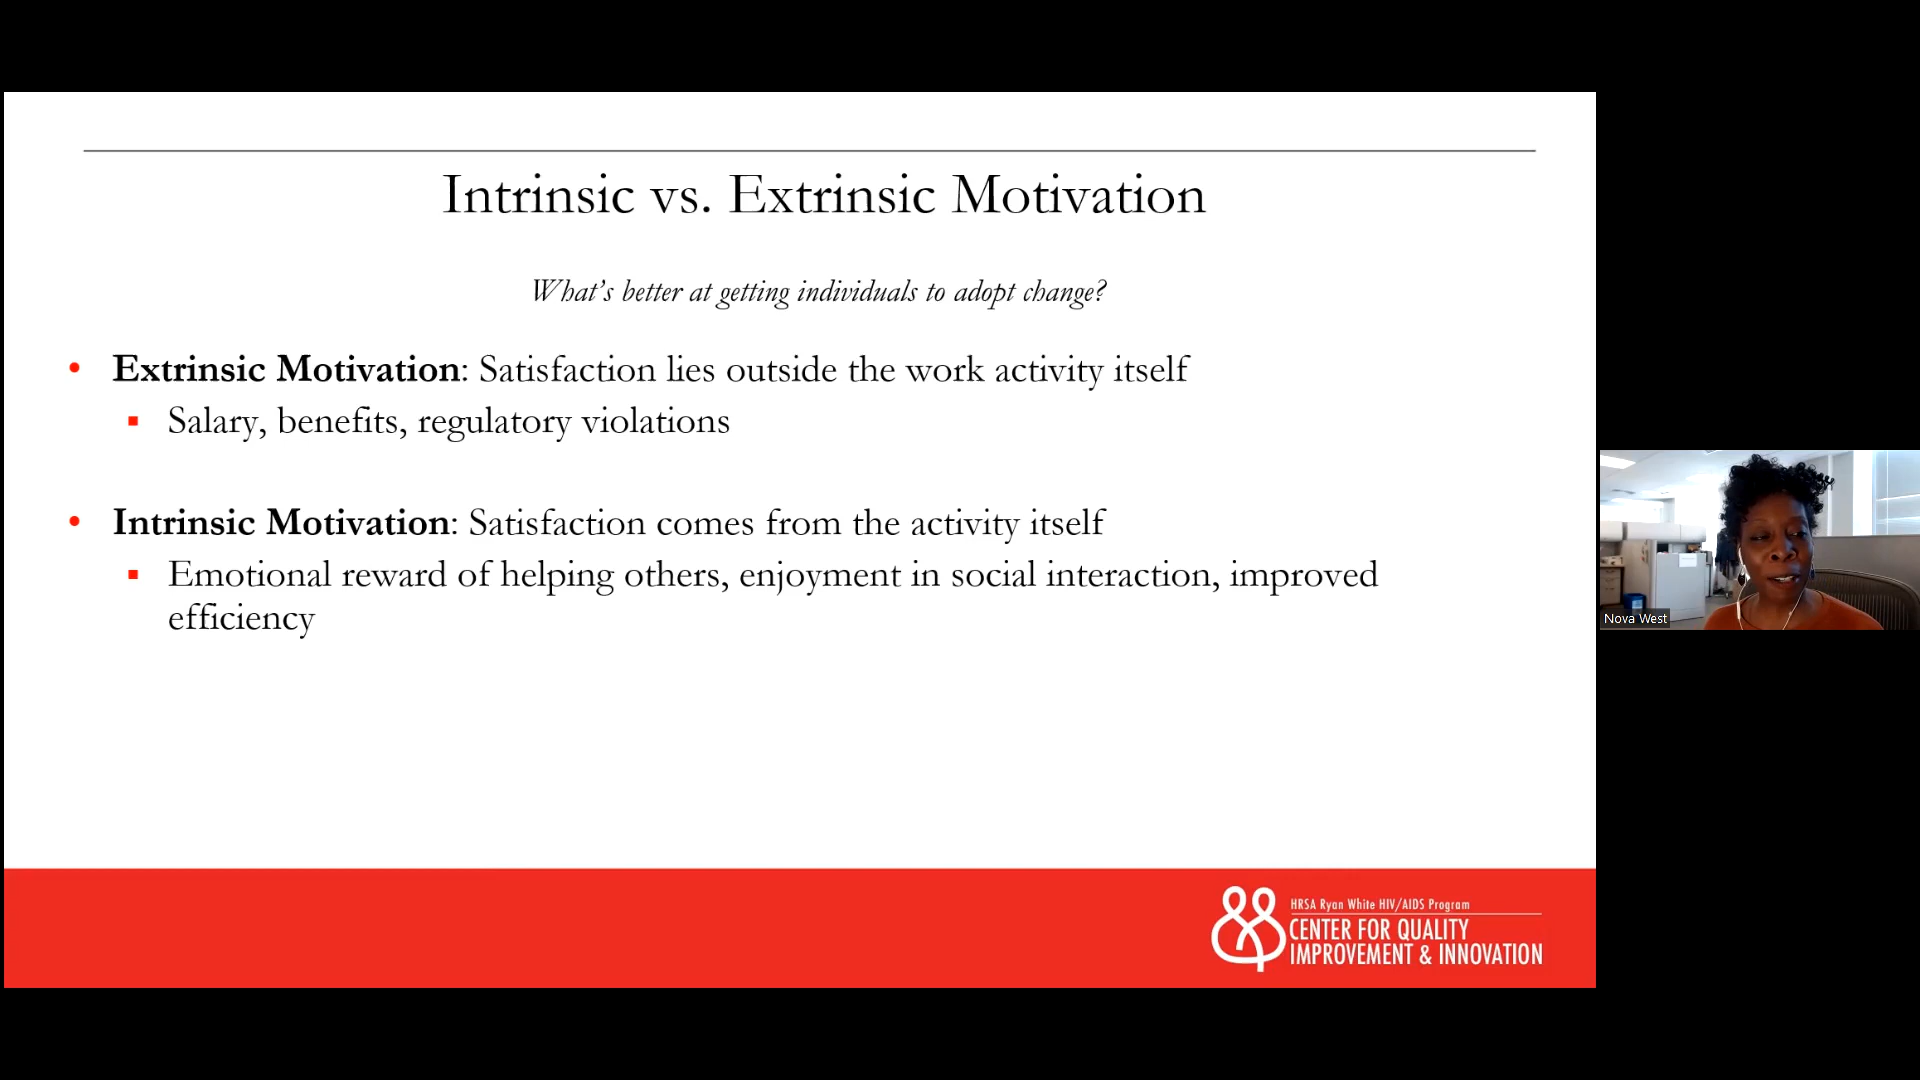 Intrinsic vs. Extrinsic Motivation
What's better at getting individuals to adopt change?
• Extrinsic Motivation: Satisfaction lies outside the work activity itself
▪ Salary, benefits, regulatory violations
• Intrinsic Motivation: Satisfaction comes from the activity itself
▪ Emotional reward of helping others, enjoyment in social interaction, improved
efficiency
Nova West
HRSA Ryan White HIV/AIDS Program
CENTER FOR QUALITY
IMPROVEMENT & INNOVATION